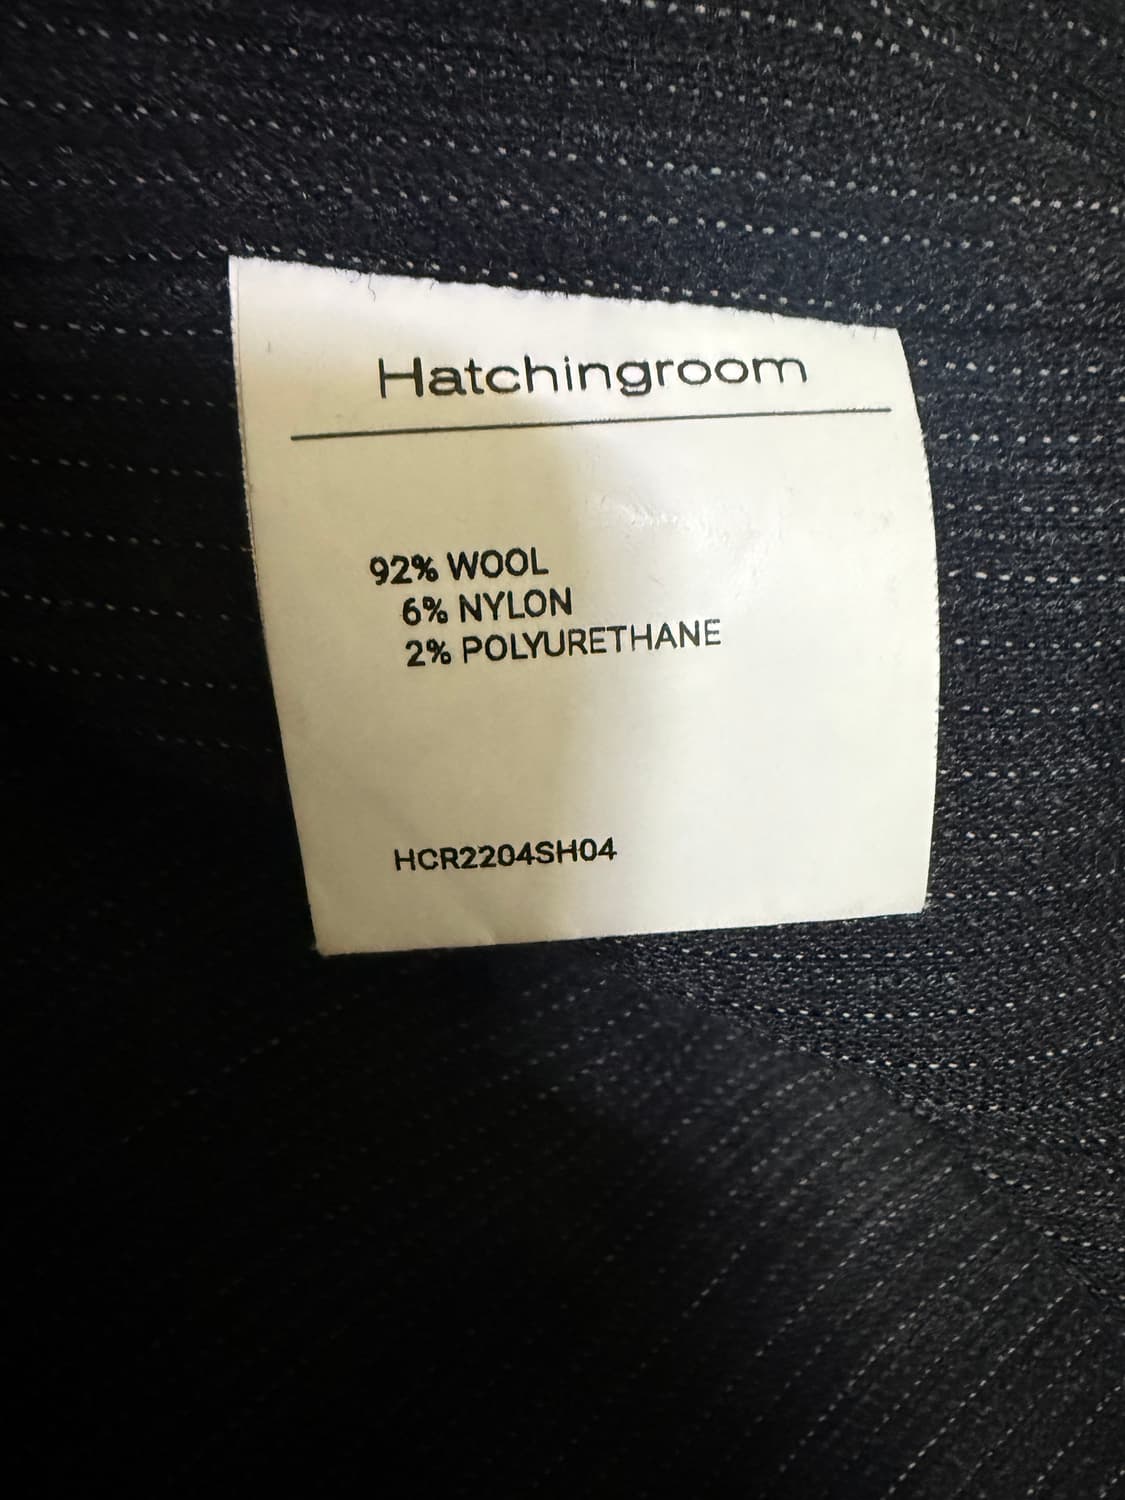 Hatchingroom
92% WOOL
6% NYLON
2% POLYURETHANE
HCR2204SH04